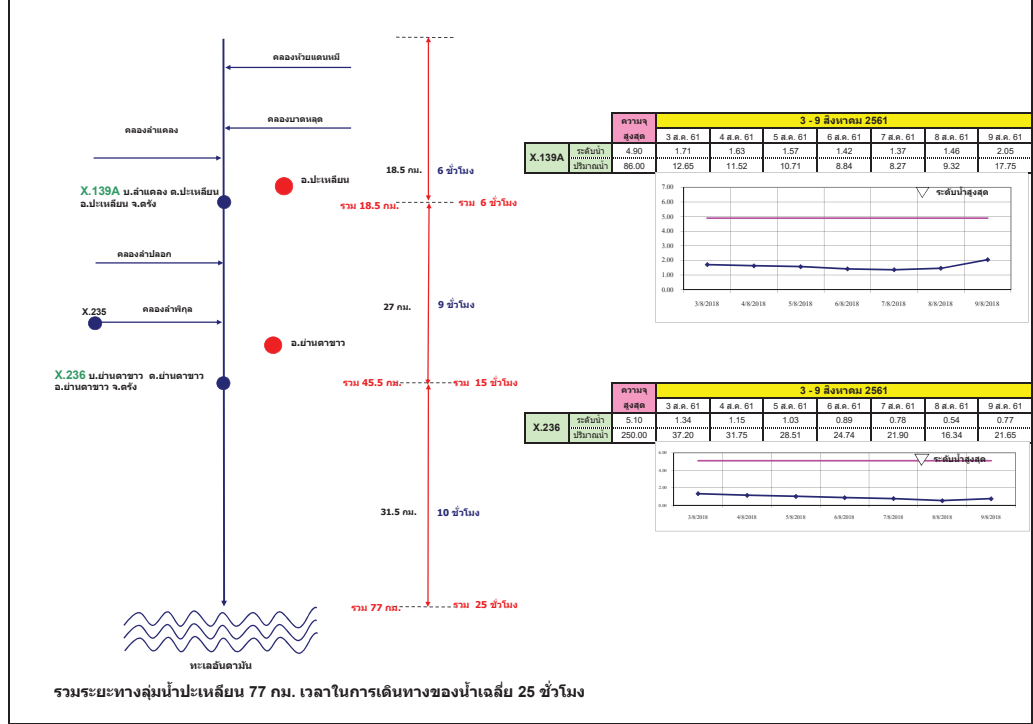 คลองห้วยแดนหมี
คลองบาตหลุด
คลองลำแคลง
18.5 กม. 6 ชั่วโมง
X.139A บ.ลำแคลง ต.ปะเหลียน
อ.ปะเหลียน จ.ตรัง
อ.ปะเหลียน
รวม 18.5 กม. รวม 6 ชั่วโมง
คลองลำปลอก
X.235 คลองลำพิกุล
27 กม. 9 ชั่วโมง
อ.ย่านตาขาว
X.236 บ.ย่านตาขาว ต.ย่านตาขาว
อ.ย่านตาขาว จ.ตรัง
รวม 45.5 กม. รวม 15 ชั่วโมง
31.5 กม. 10 ชั่วโมง
รวม 77 กม. รวม 25 ชั่วโมง
ทะเลอันดามัน
ความจุ 3 - 9 สิงหาคม 2561
สูงสุด 3 ส.ค. 61 4 ส.ค. 61 5 ส.ค. 61 6 ส.ค. 61 7 ส.ค. 61 8 ส.ค. 61 9 ส.ค. 61
X.139A ระดับน้ำ 4.90 1.71 1.63 1.57 1.42 1.37 1.46 2.05
ปริมาณน้ำ 86.00 12.65 11.52 10.71 8.84 8.27 9.32 17.75
ระดับน้ำสูงสุด
7.00
6.00
5.00
4.00
3.00
2.00
1.00
0.00
3/8/2018 4/8/2018 5/8/2018 6/8/2018 7/8/2018 8/8/2018 9/8/2018
ความจุ 3 - 9 สิงหาคม 2561
สูงสุด 3 ส.ค. 61 4 ส.ค. 61 5 ส.ค. 61 6 ส.ค. 61 7 ส.ค. 61 8 ส.ค. 61 9 ส.ค. 61
X.236 ระดับน้ำ 5.10 1.34 1.15 1.03 0.89 0.78 0.54 0.77
ปริมาณน้ำ 250.00 37.20 31.75 28.51 24.74 21.90 16.34 21.65
ระดับน้ำสูงสุด
6.00
4.00
2.00
0.00
3/8/2018 4/8/2018 5/8/2018 6/8/2018 7/8/2018 8/8/2018 9/8/2018
รวมระยะทางลุ่มน้ำปะเหลียน 77 กม. เวลาในการเดินทางของน้ำเฉลี่ย 25 ชั่วโมง